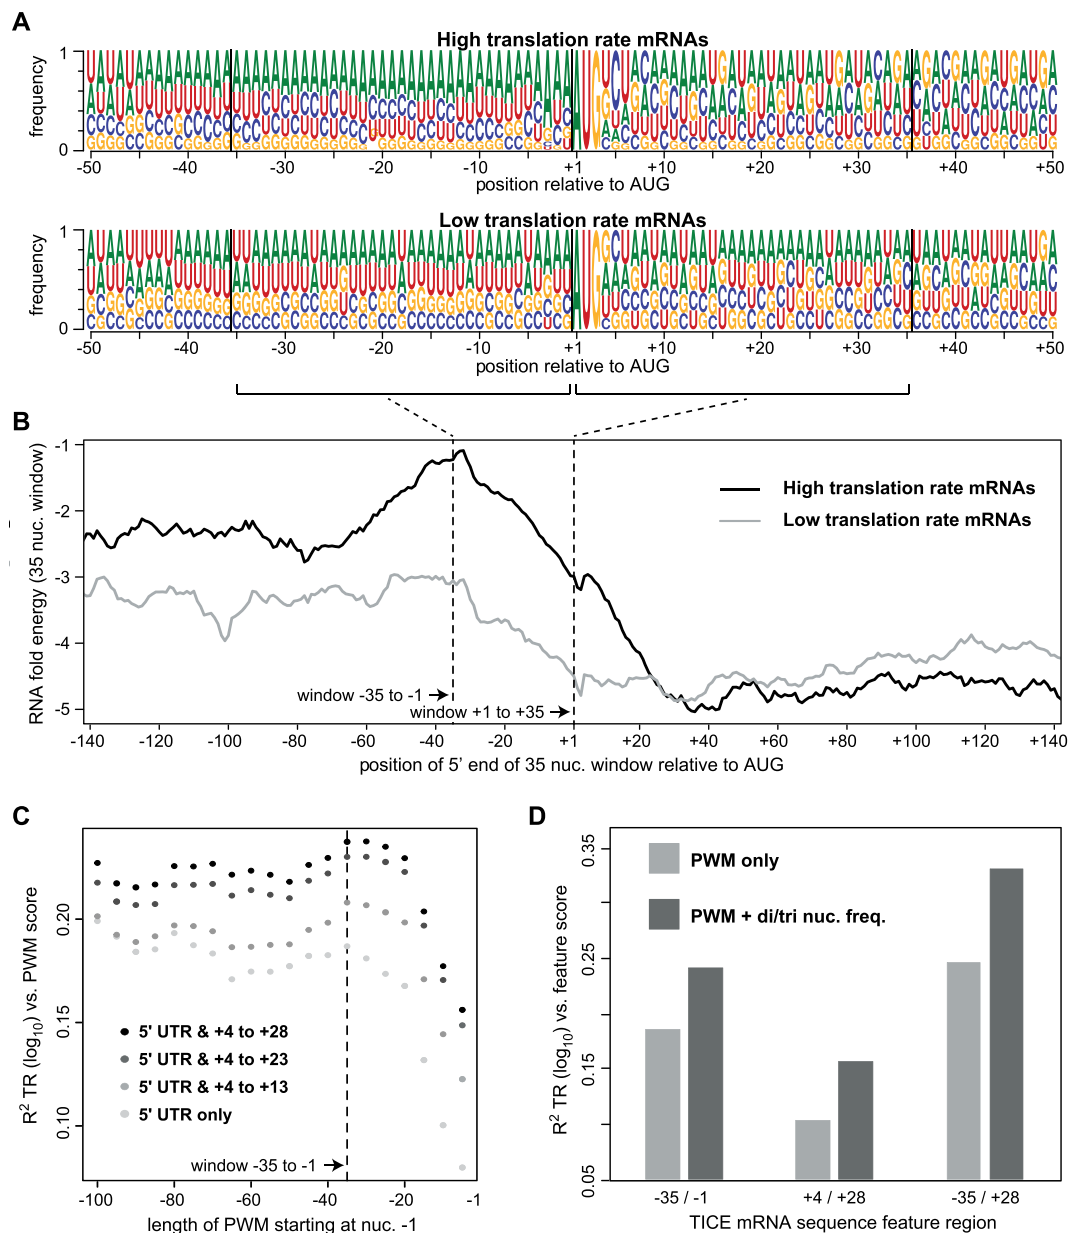 A
High translation rate mRNAs
frequency
1
0
-50 -40 -30 -20 -10 +1 +10 +20 +30 +40 +50
position relative to AUG
Low translation rate mRNAs
frequency
1
0
-50 -40 -30 -20 -10 +1 +10 +20 +30 +40 +50
position relative to AUG
B
RNA fold energy (35 nuc. window)
-1
-2
-3
-4
-5
High translation rate mRNAs
Low translation rate mRNAs
window -35 to -1
window +1 to +35
-140 -120 -100 -80 -60 -40 -20 +1 +20 +40 +60 +80 +100 +120 +140
position of 5' end of 35 nuc. window relative to AUG
C
R2 TR (log10) vs. PWM score
0.20
0.15
0.10
5' UTR & +4 to +28
5' UTR & +4 to +23
5' UTR & +4 to +13
5' UTR only
window -35 to -1
-100 -80 -60 -40 -20 -1
length of PWM starting at nuc. -1
D
R2 TR (log10) vs. feature score
0.35
0.25
0.15
0.05
PWM only
PWM + di/tri nuc. freq.
-35 / -1 +4 / +28 -35 / +28
TICE mRNA sequence feature region